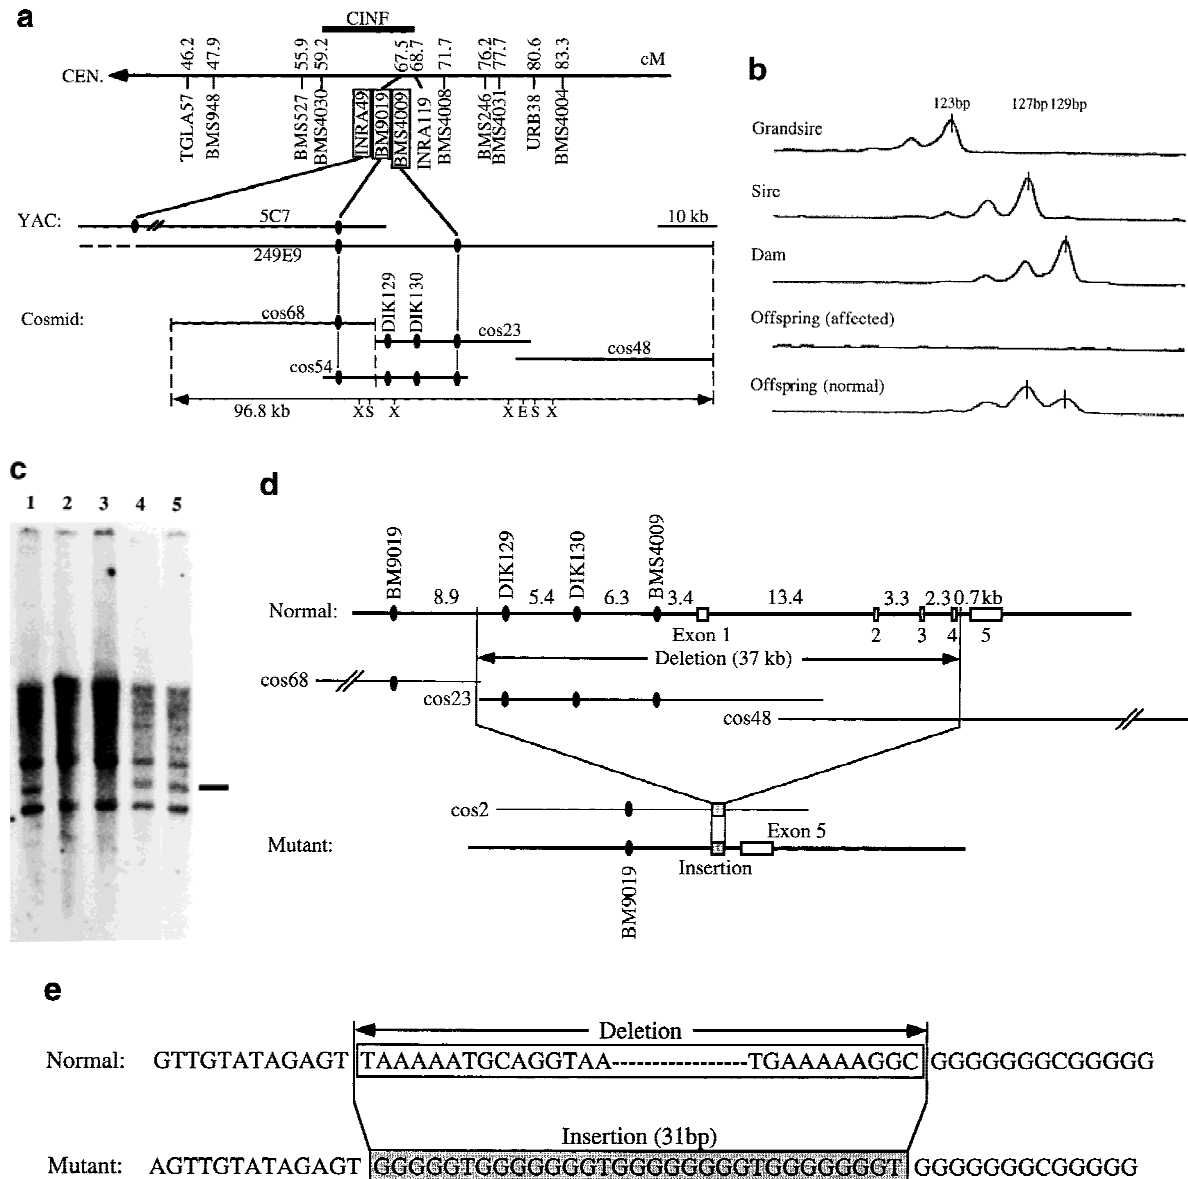 a
CINF
46.2 47.9 55.9 59.2 67.5 68.7 71.7 76.2 77.7 80.6 83.3
cM
CEN.
TGLA57 BMS948 BMS527 BMS4030 INRA49 BM9019 BMS4009 INRA119 BMS4008 BMS246 BMS4031 URB38 BMS4004
YAC:
5C7
10 kb
249E9
Cosmid:
cos68
DIK129
DIK130
cos23
cos48
cos54
96.8 kb
X S X X E S X
b
123bp 127bp 129bp
Grandsire
Sire
Dam
Offspring (affected)
Offspring (normal)
c
1 2 3 4 5
d
BM9019 DIK129 DIK130 BMS4009
Normal:
8.9 5.4 6.3 3.4 13.4 3.3 2.3 0.7kb
Exon 1 2 3 4 5
Deletion (37 kb)
cos68
cos23
cos48
cos2
Exon 5
Mutant:
Insertion
BM9019
e
Deletion
Normal: GTTGTATAGAGT TAAAAATGCAGGTAA---------------TGAAAAAGGC GGGGGGGCGGGGG
Insertion (31bp)
Mutant: AGTTGTATAGAGT GGGGGTGGGGGGGTGGGGGGGGTGGGGGGGT GGGGGGGCGGGGG